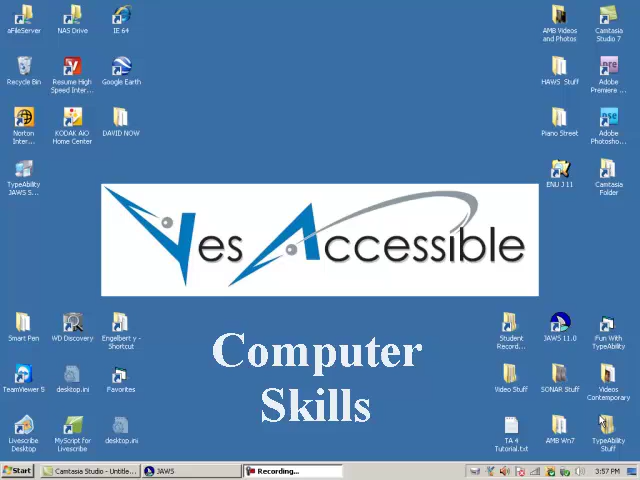 aFileServer
NAS Drive
IE 64
AMB Videos
and Photos
Camtasia
Studio 7
Recycle Bin
Resume High
Speed Inter...
Google Earth
HAWS Stuff
Adobe
Premiere ...
Norton
Inter...
KODAK AiO
Home Center
DAVID NOW
Piano Street
Adobe
Photosho...
TypeAbility
JAWS S...
ENU J 11
Camtasia
Folder
Yes Accessible
Smart Pen
WD Discovery
Engelbert y -
Shortcut
Student
Record...
JAWS 11.0
Fun With
TypeAbility
Computer
Skills
TeamViewer 5
desktop.ini
Favorites
Video Stuff
SONAR Stuff
Videos
Contemporary
Livescribe
Desktop
MyScript for
Livescribe
desktop.ini
TA 4
Tutorial.txt
AMB Wn7
TypeAbility
Stuff
Start
Camtasia Studio - Untitle...
JAWS
Recording...
3:57 PM